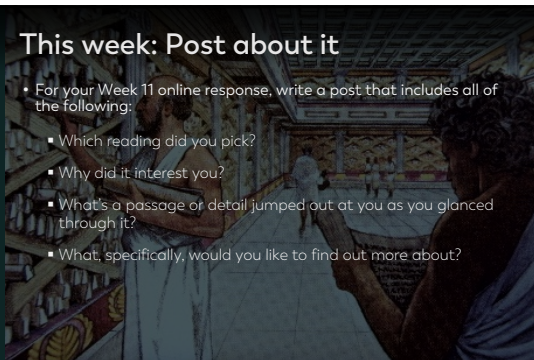 This week: Post about it
• For your Week 11 online response, write a post that includes all of
the following:
▪ Which reading did you pick?
▪ Why did it interest you?
▪ What's a passage or detail jumped out at you as you glanced
through it?
▪ What, specifically, would you like to find out more about?